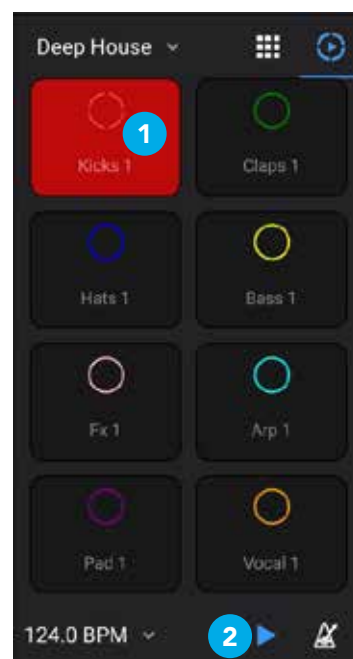 Deep House
1
Kicks 1
Claps 1
Hats 1
Bass 1
Fx 1
Arp 1
Pad 1
Vocal 1
124.0 BPM
2